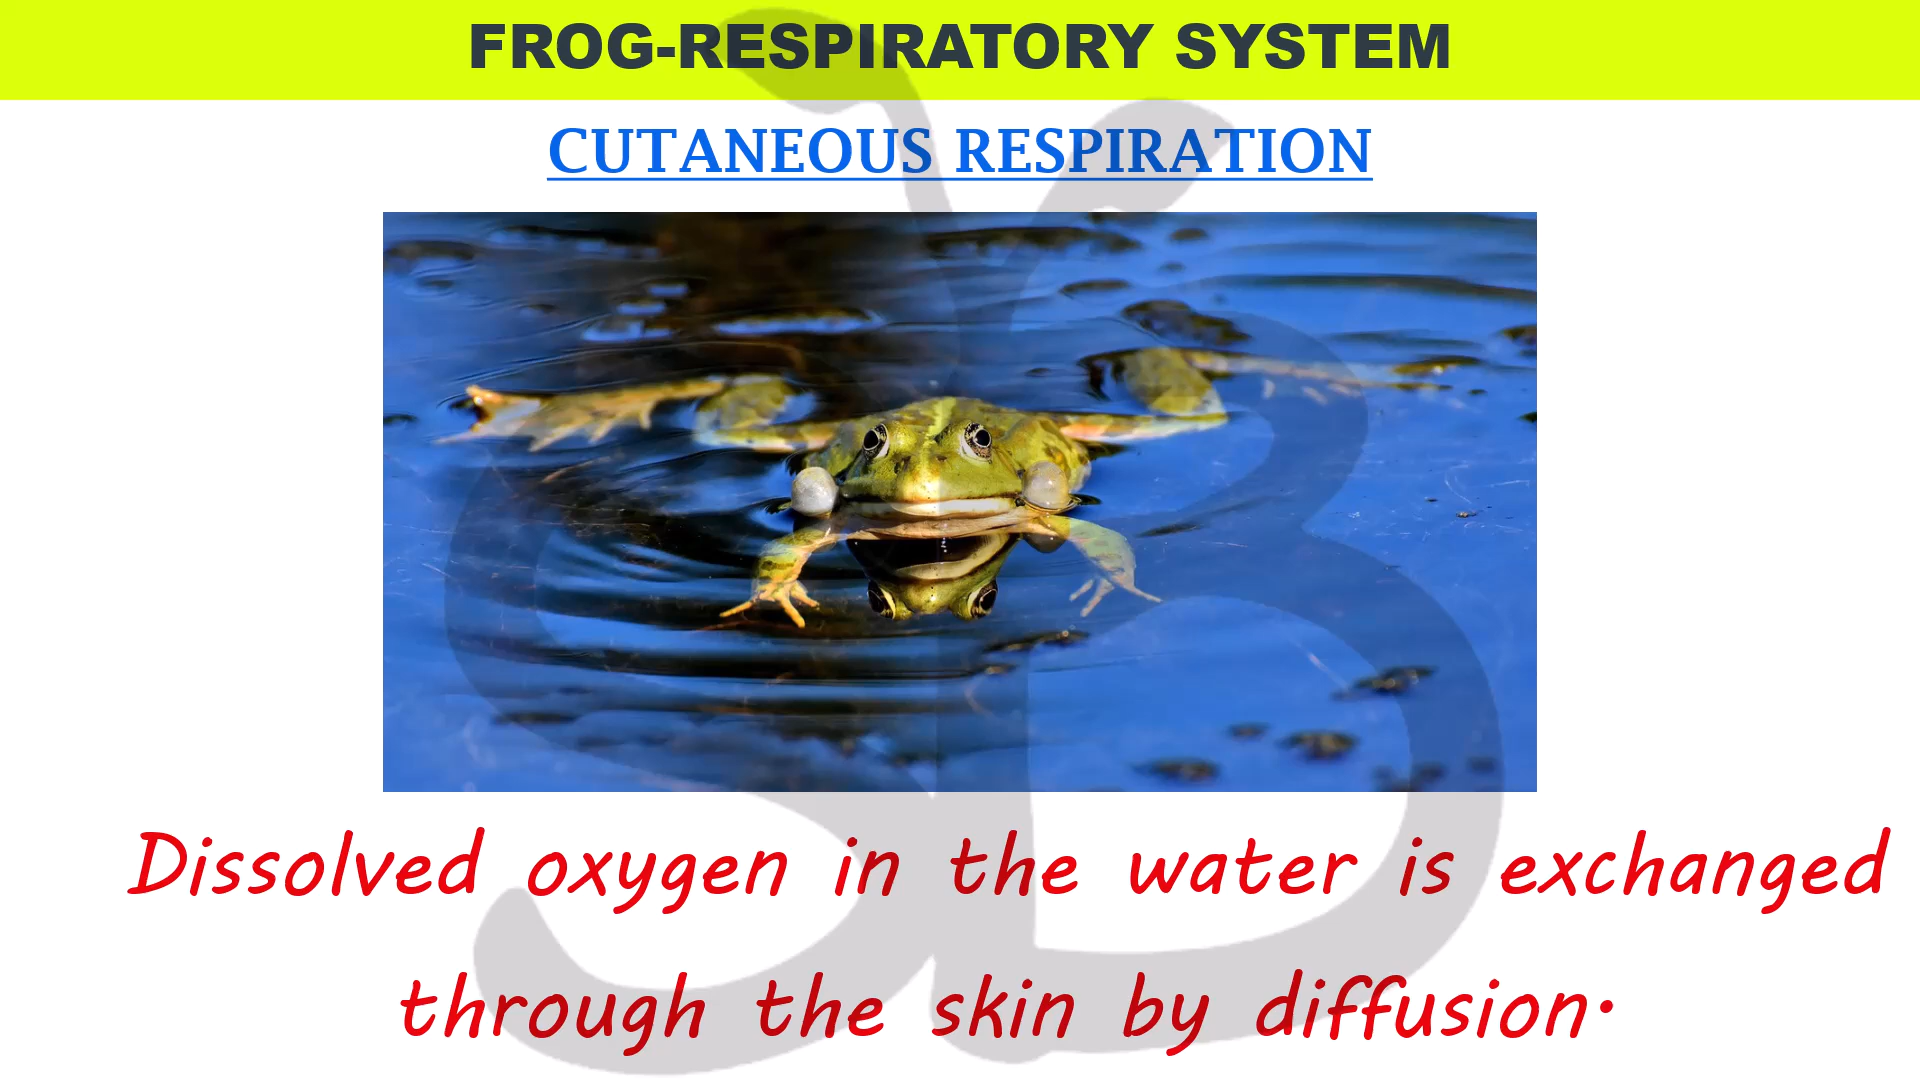 FROG-RESPIRATORY SYSTEM
CUTANEOUS RESPIRATION
Dissolved oxygen in the water is exchanged
through the skin by diffusion.